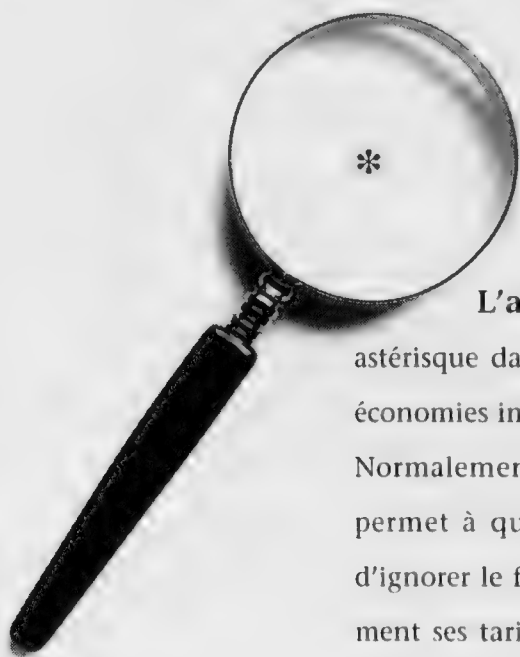 *
L'a
astérisque da
économies in
Normalemen
permet à qu
d'ignorer le f
ment ses tari